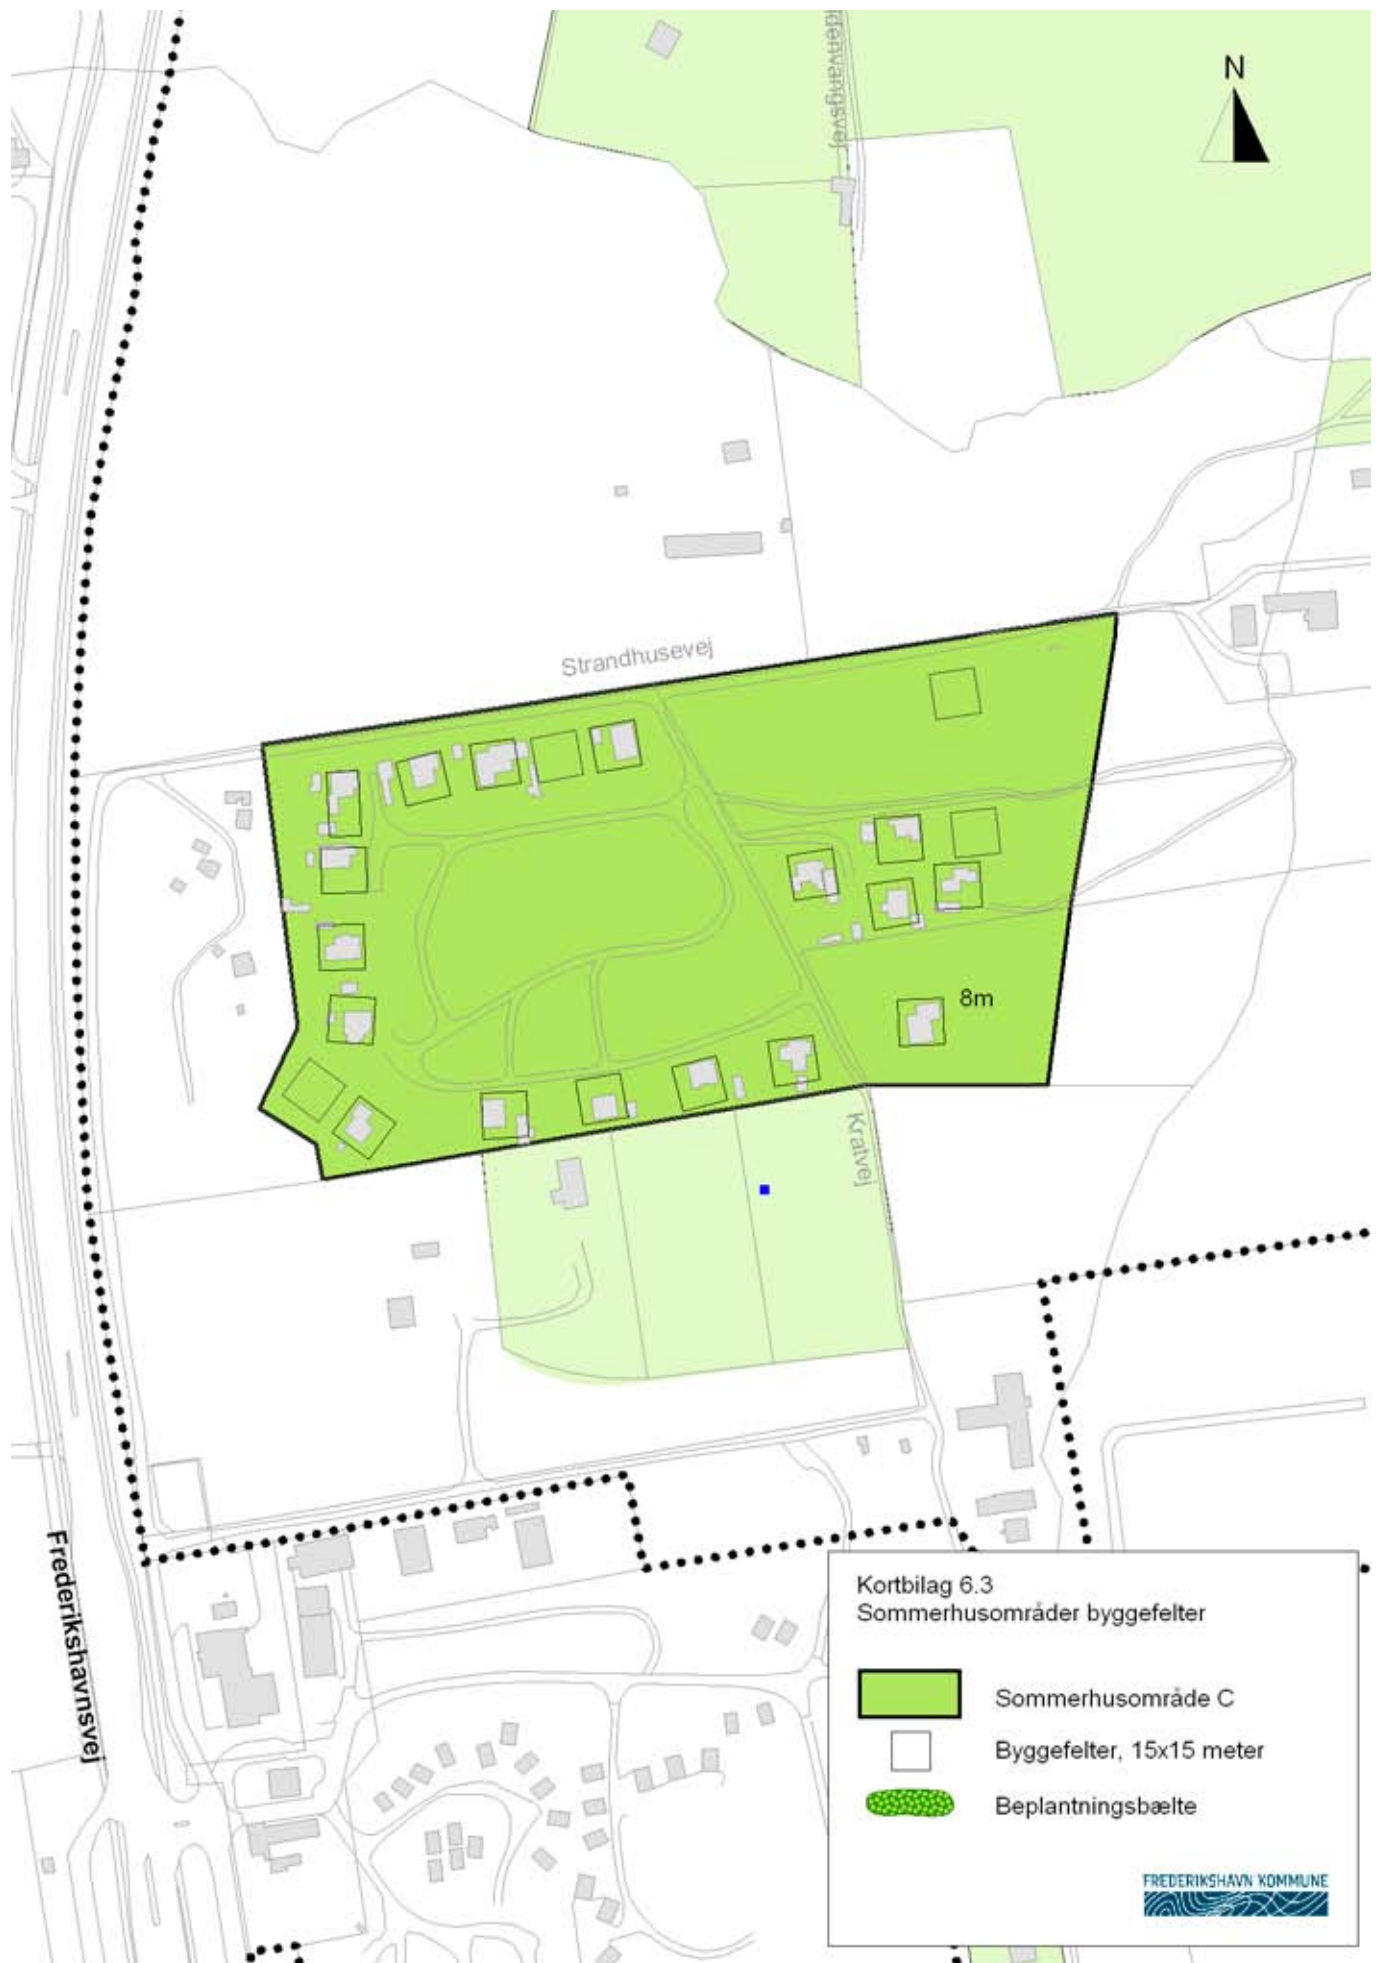 N
Strandhusevej
8m
Kratvej
Frederikshavnsvej
Kortbilag 6.3
Sommerhusområder byggefelter
Sommerhusområde C
Byggefelter, 15x15 meter
Beplantningsbælte
FREDERIKSHAVN KOMMUNE